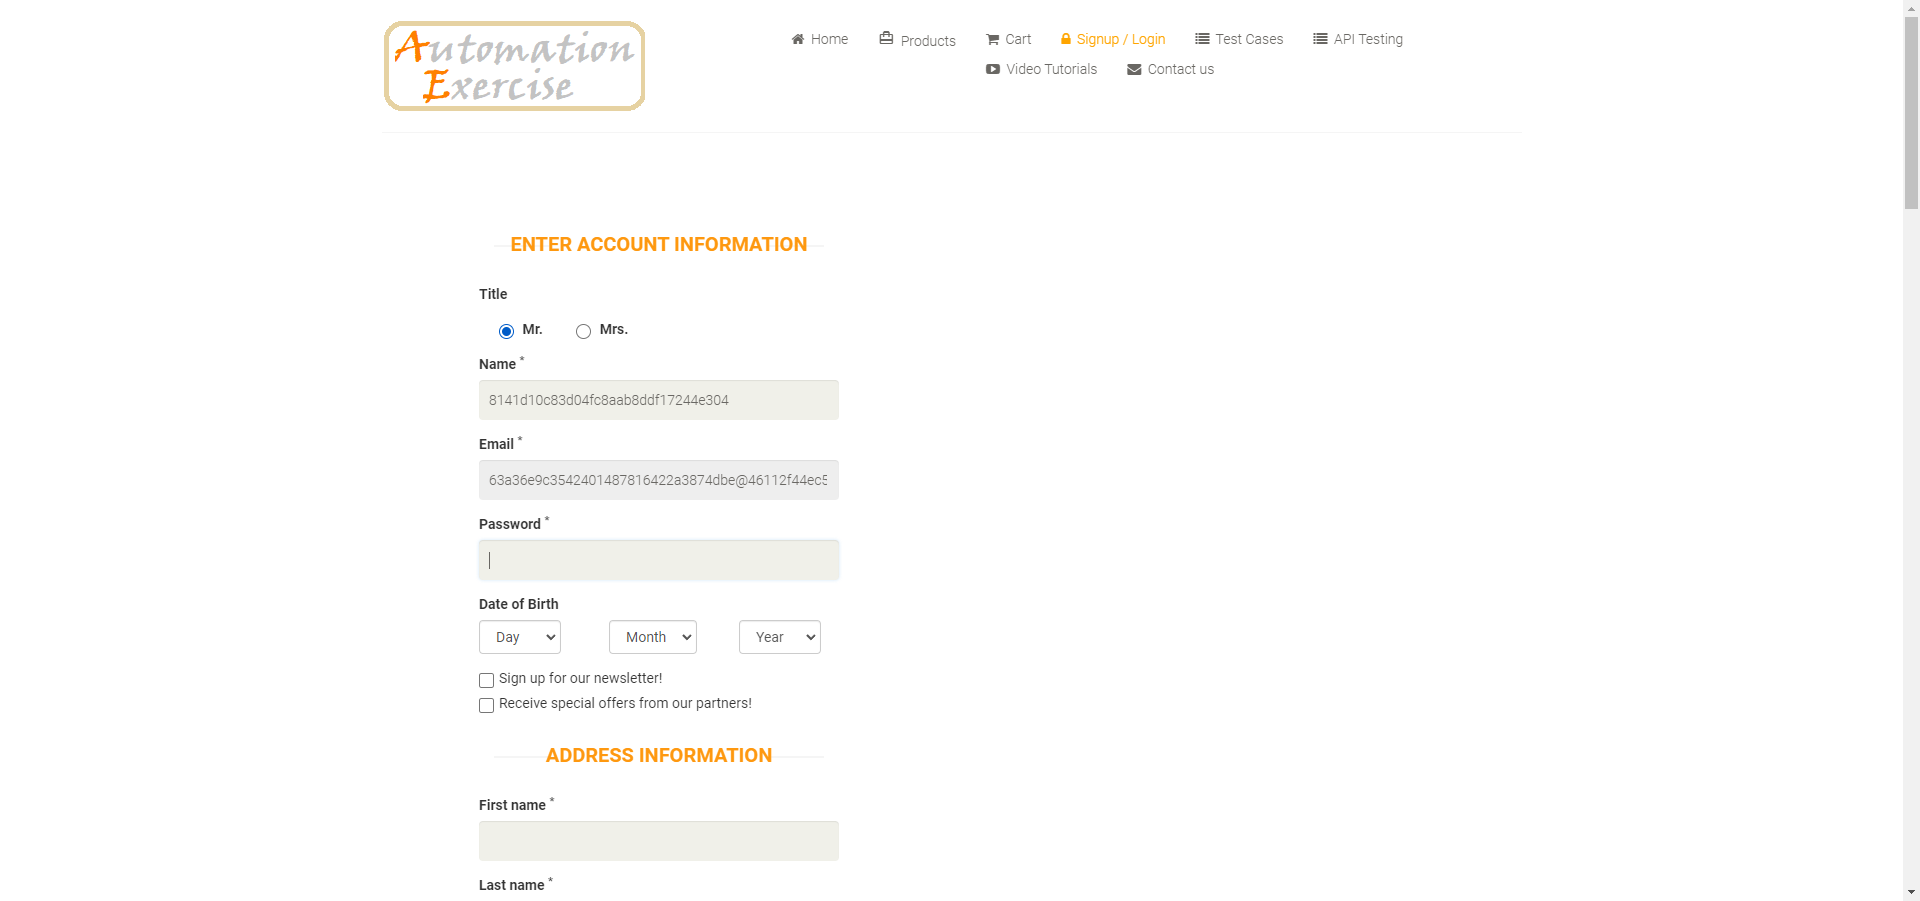 Automation
Exercise
Home
Products
Cart
Signup / Login
Test Cases
API Testing
Video Tutorials
Contact us
ENTER ACCOUNT INFORMATION
Title
Mr.
Mrs.
Name *
8141d10c83d04fc8aab8ddf17244e304
Email *
63a36e9c3542401487816422a3874dbe@46112f44ec5
Password *
Date of Birth
Day
Month
Year
Sign up for our newsletter!
Receive special offers from our partners!
ADDRESS INFORMATION
First name *
Last name *